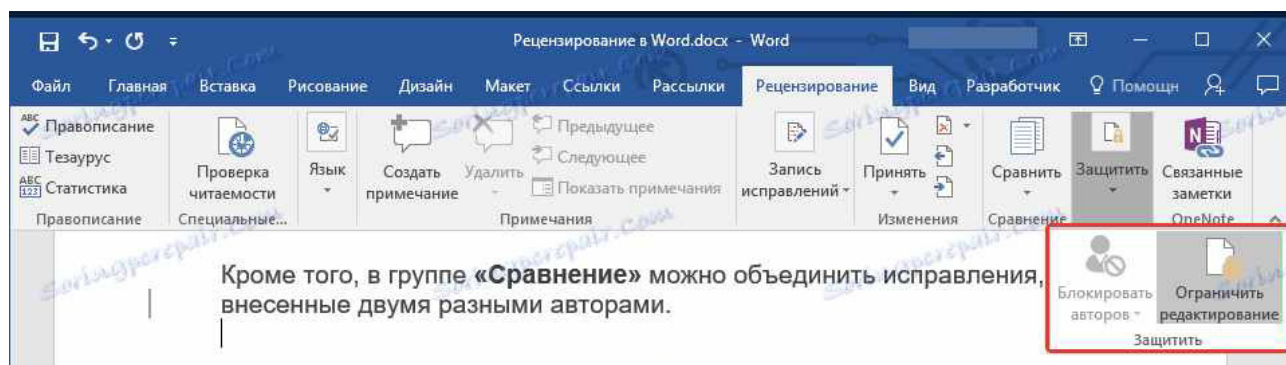 Рецензирование в Word.docx - Word
Файл Главная Вставка Рисование Дизайн Макет Ссылки Рассылки Рецензирование Вид Разработчик Помощн
ABC Правописание
Тезаурус
ABC 123 Статистика
Правописание
Проверка
читаемости
Специальные...
Язык
Создать
примечание
Удалить
Предыдущее
Следующее
Показать примечания
Примечания
Запись
исправлений
Принять
Изменения
Сравнить
Сравнение
Защитить
N
Связанные
заметки
OneNote
Кроме того, в группе «Сравнение» можно объединить исправления,
внесенные двумя разными авторами.
Блокировать
авторов
Ограничить
редактирование
Защитить